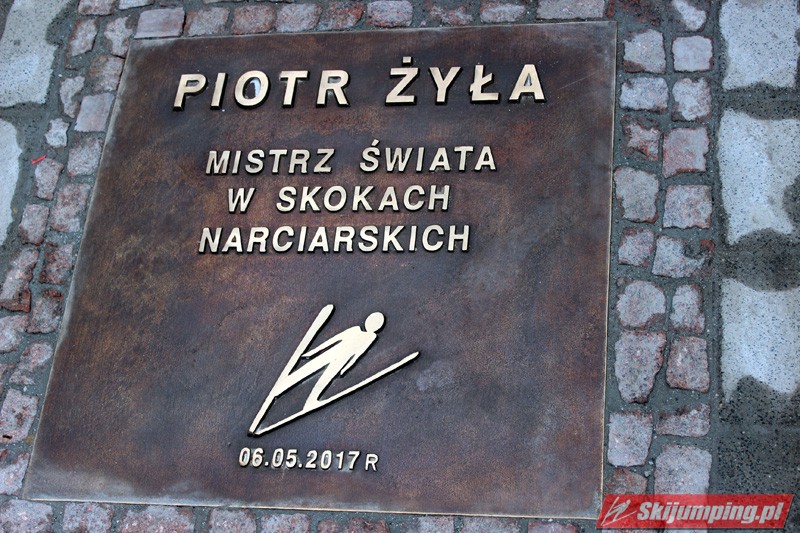 PIOTR ŻYŁA
MISTRZ ŚWIATA
W SKOKACH
NARCIARSKICH
06.05.2017 R
Skijumping.pl